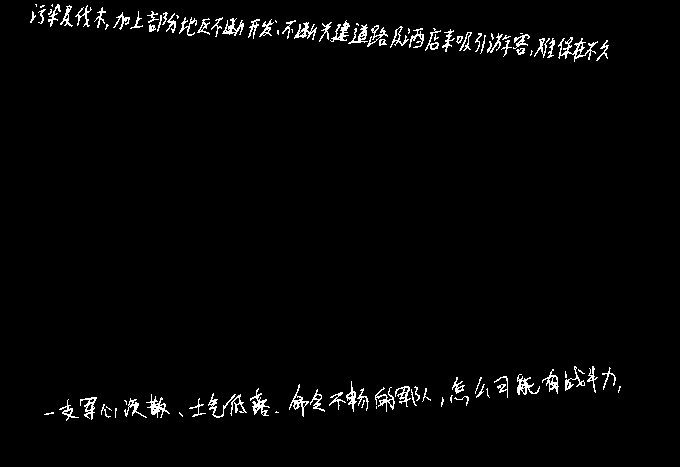 污染及伐木,加上部分地区不断开发、不断兴建道路及酒店来吸引游客,难保在不久
一支军心涣散、士气低落、命令不畅的军队,怎么可能有战斗力,